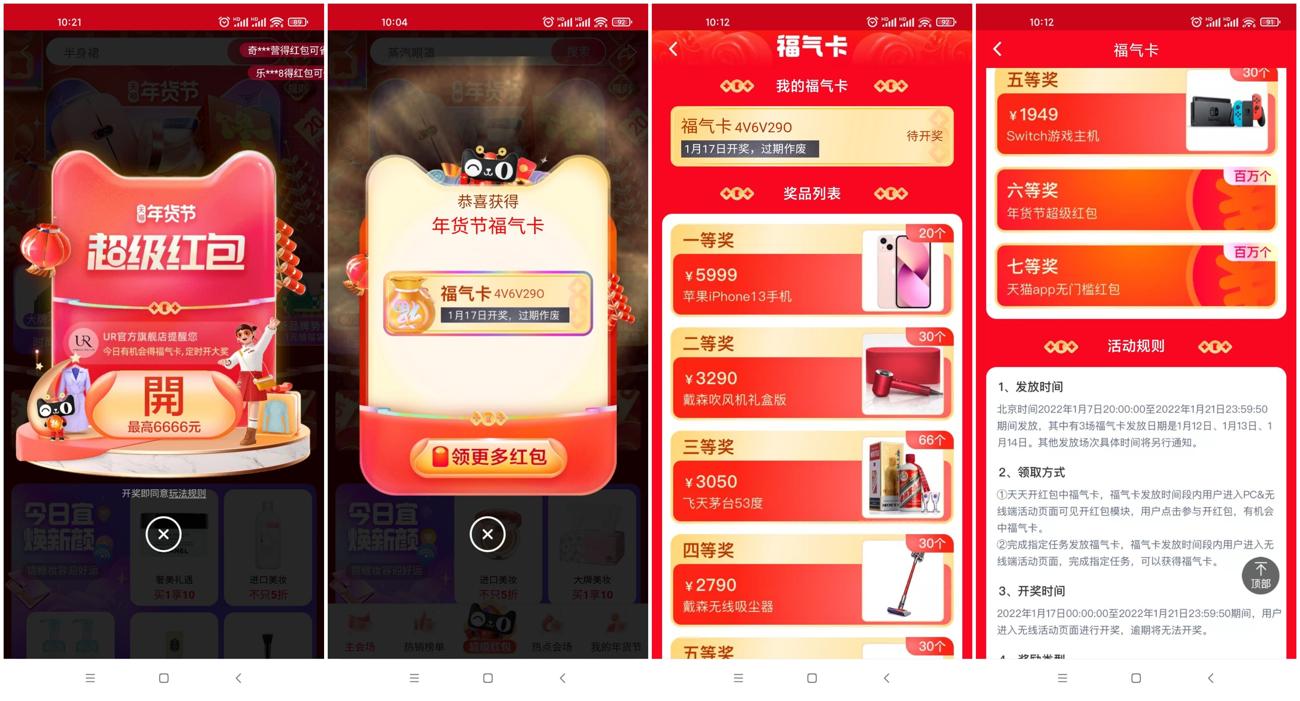 10:21
89
半身裙
奇***营得红包可
乐***8得红包可
年货节
天猫年货节
超级红包
UR
UR官方旗舰店提醒您
今日有机会得福气卡,定时开大奖
開
最高6666元
开奖即同意玩法规则
今日宜
焕新颜
奢美礼遇
买1享10
进口美妆
不只5折
10:04
92
蒸汽眼罩
搜索
年货节
恭喜获得
年货节福气卡
福气卡 4V6V29O
1月17日开奖，过期作废
领更多红包
今日宜
焕新颜
进口美妆
不只5折
大牌美妆
买1享10
主会场
热销榜单
超级红包
热点会场
我的年货节
10:12
92
福气卡
我的福气卡
福气卡 4V6V29O
1月17日开奖，过期作废
待开奖
奖品列表
一等奖
20个
¥5999
苹果iPhone13手机
二等奖
30个
¥3290
戴森吹风机礼盒版
三等奖
66个
¥3050
飞天茅台53度
四等奖
30个
¥2790
戴森无线吸尘器
五等奖
30个
10:12
91
福气卡
五等奖
30个
¥1949
Switch游戏主机
六等奖
百万个
年货节超级红包
七等奖
百万个
天猫app无门槛红包
活动规则
1、发放时间
北京时间2022年1月7日20:00:00至2022年1月21日23:59:50
期间发放，其中有3场福气卡发放日期是1月12日、1月13日、1
月14日。其他发放场次具体时间将另行通知。
2、领取方式
①天天开红包中福气卡，福气卡发放时间段内用户进入PC&无
线端活动页面可见开红包模块，用户点击参与开红包，有机会
中福气卡。
②完成指定任务发放福气卡，福气卡发放时间段内用户进入无
线端活动页面，完成指定任务，可以获得福气卡。
顶部
3、开奖时间
2022年1月17日00:00:00至2022年1月21日23:59:50期间，用户
进入无线活动页面进行开奖，逾期将无法开奖。
4、奖励类型